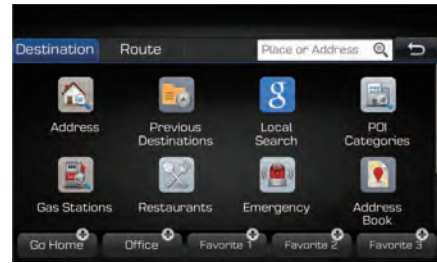 Destination Route Place or Address
Address Previous Destinations Local Search POI Categories
Gas Stations Restaurants Emergency Address Book
Go Home Office Favorite 1 Favorite 2 Favorite 3